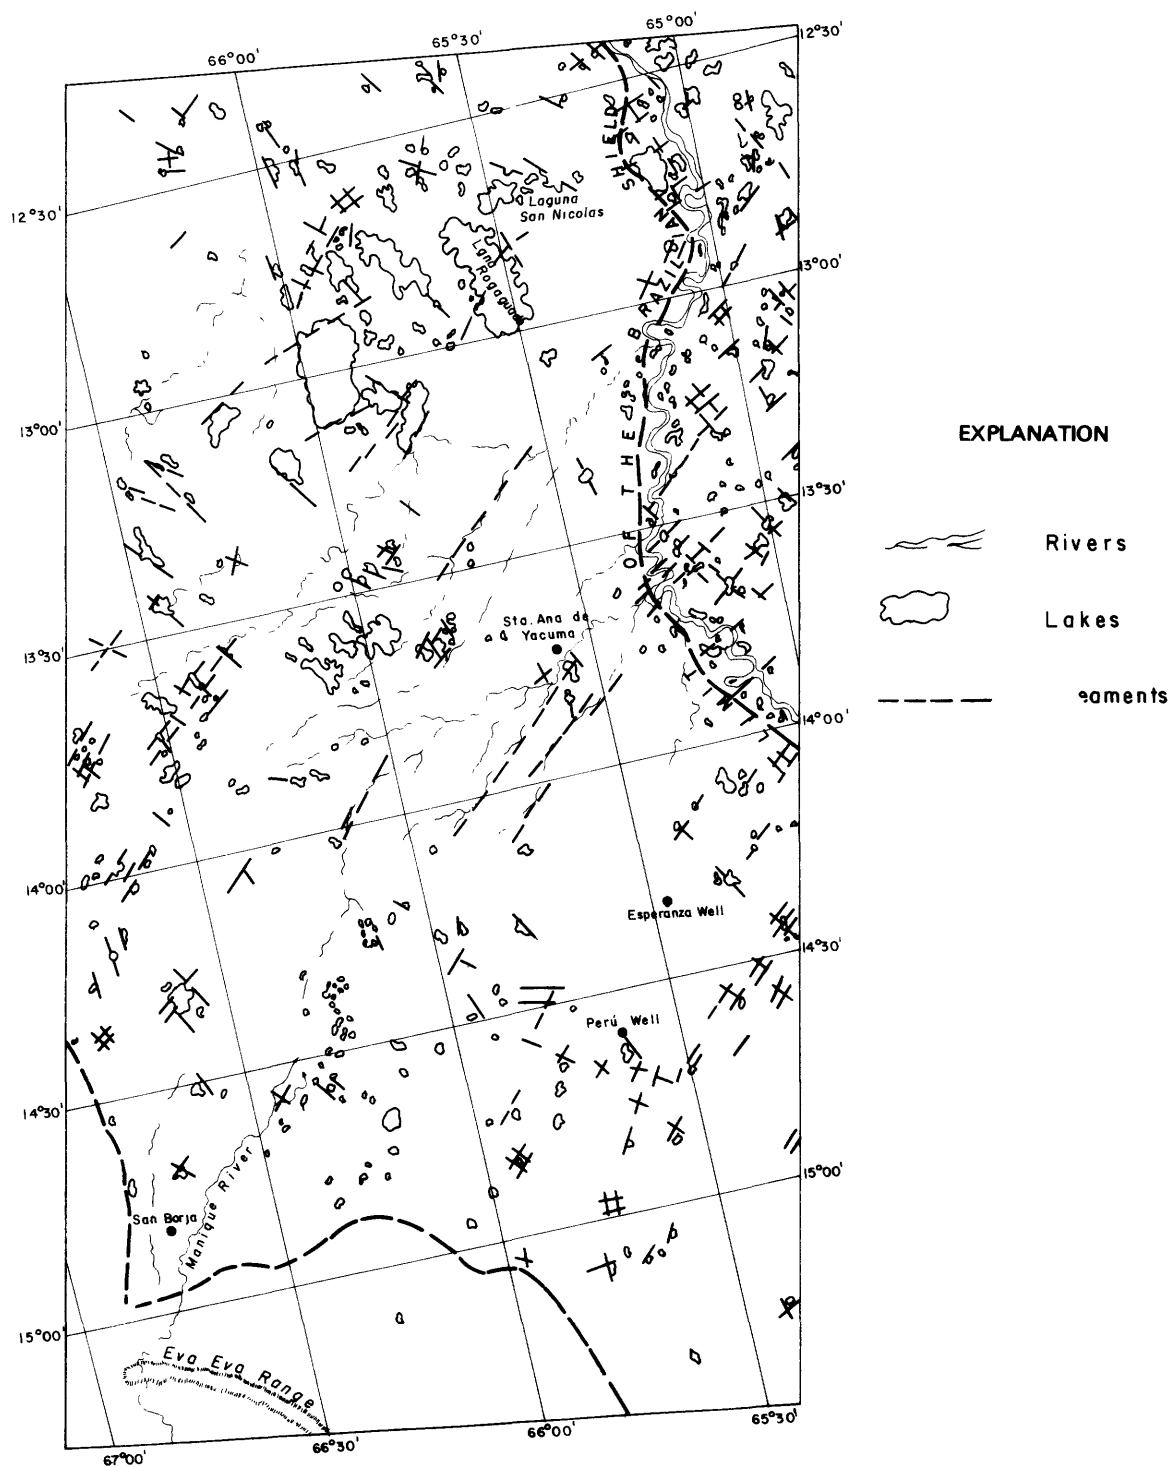 65°00'
65°30'
66°00'
12°30'
12°30'
Laguna
San Nicolas
Lgna
Rogaguado
13°00'
13°00'
EXPLANATION
13°30'
Rivers
Lakes
eaments
Sta. Ana de
Yacuma
13°30'
14°00'
14°00'
Esperanza Well
14°30'
Perú Well
14°30'
15°00'
San Borja
Manique River
15°00'
Eva Eva Range
OF THE BRAZILIAN SHIELD
67°00'
66°30'
66°00'
65°30'